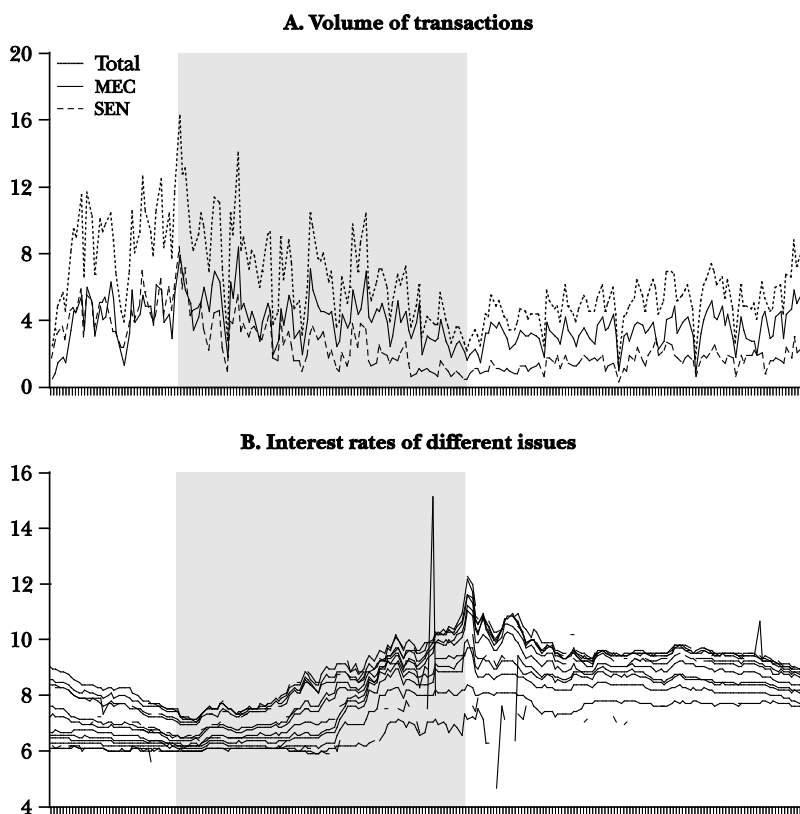 A. Volume of transactions
20
Total
MEC
16
SEN
12
8
4
0
B. Interest rates of different issues
16
14
12
10
8
6
4